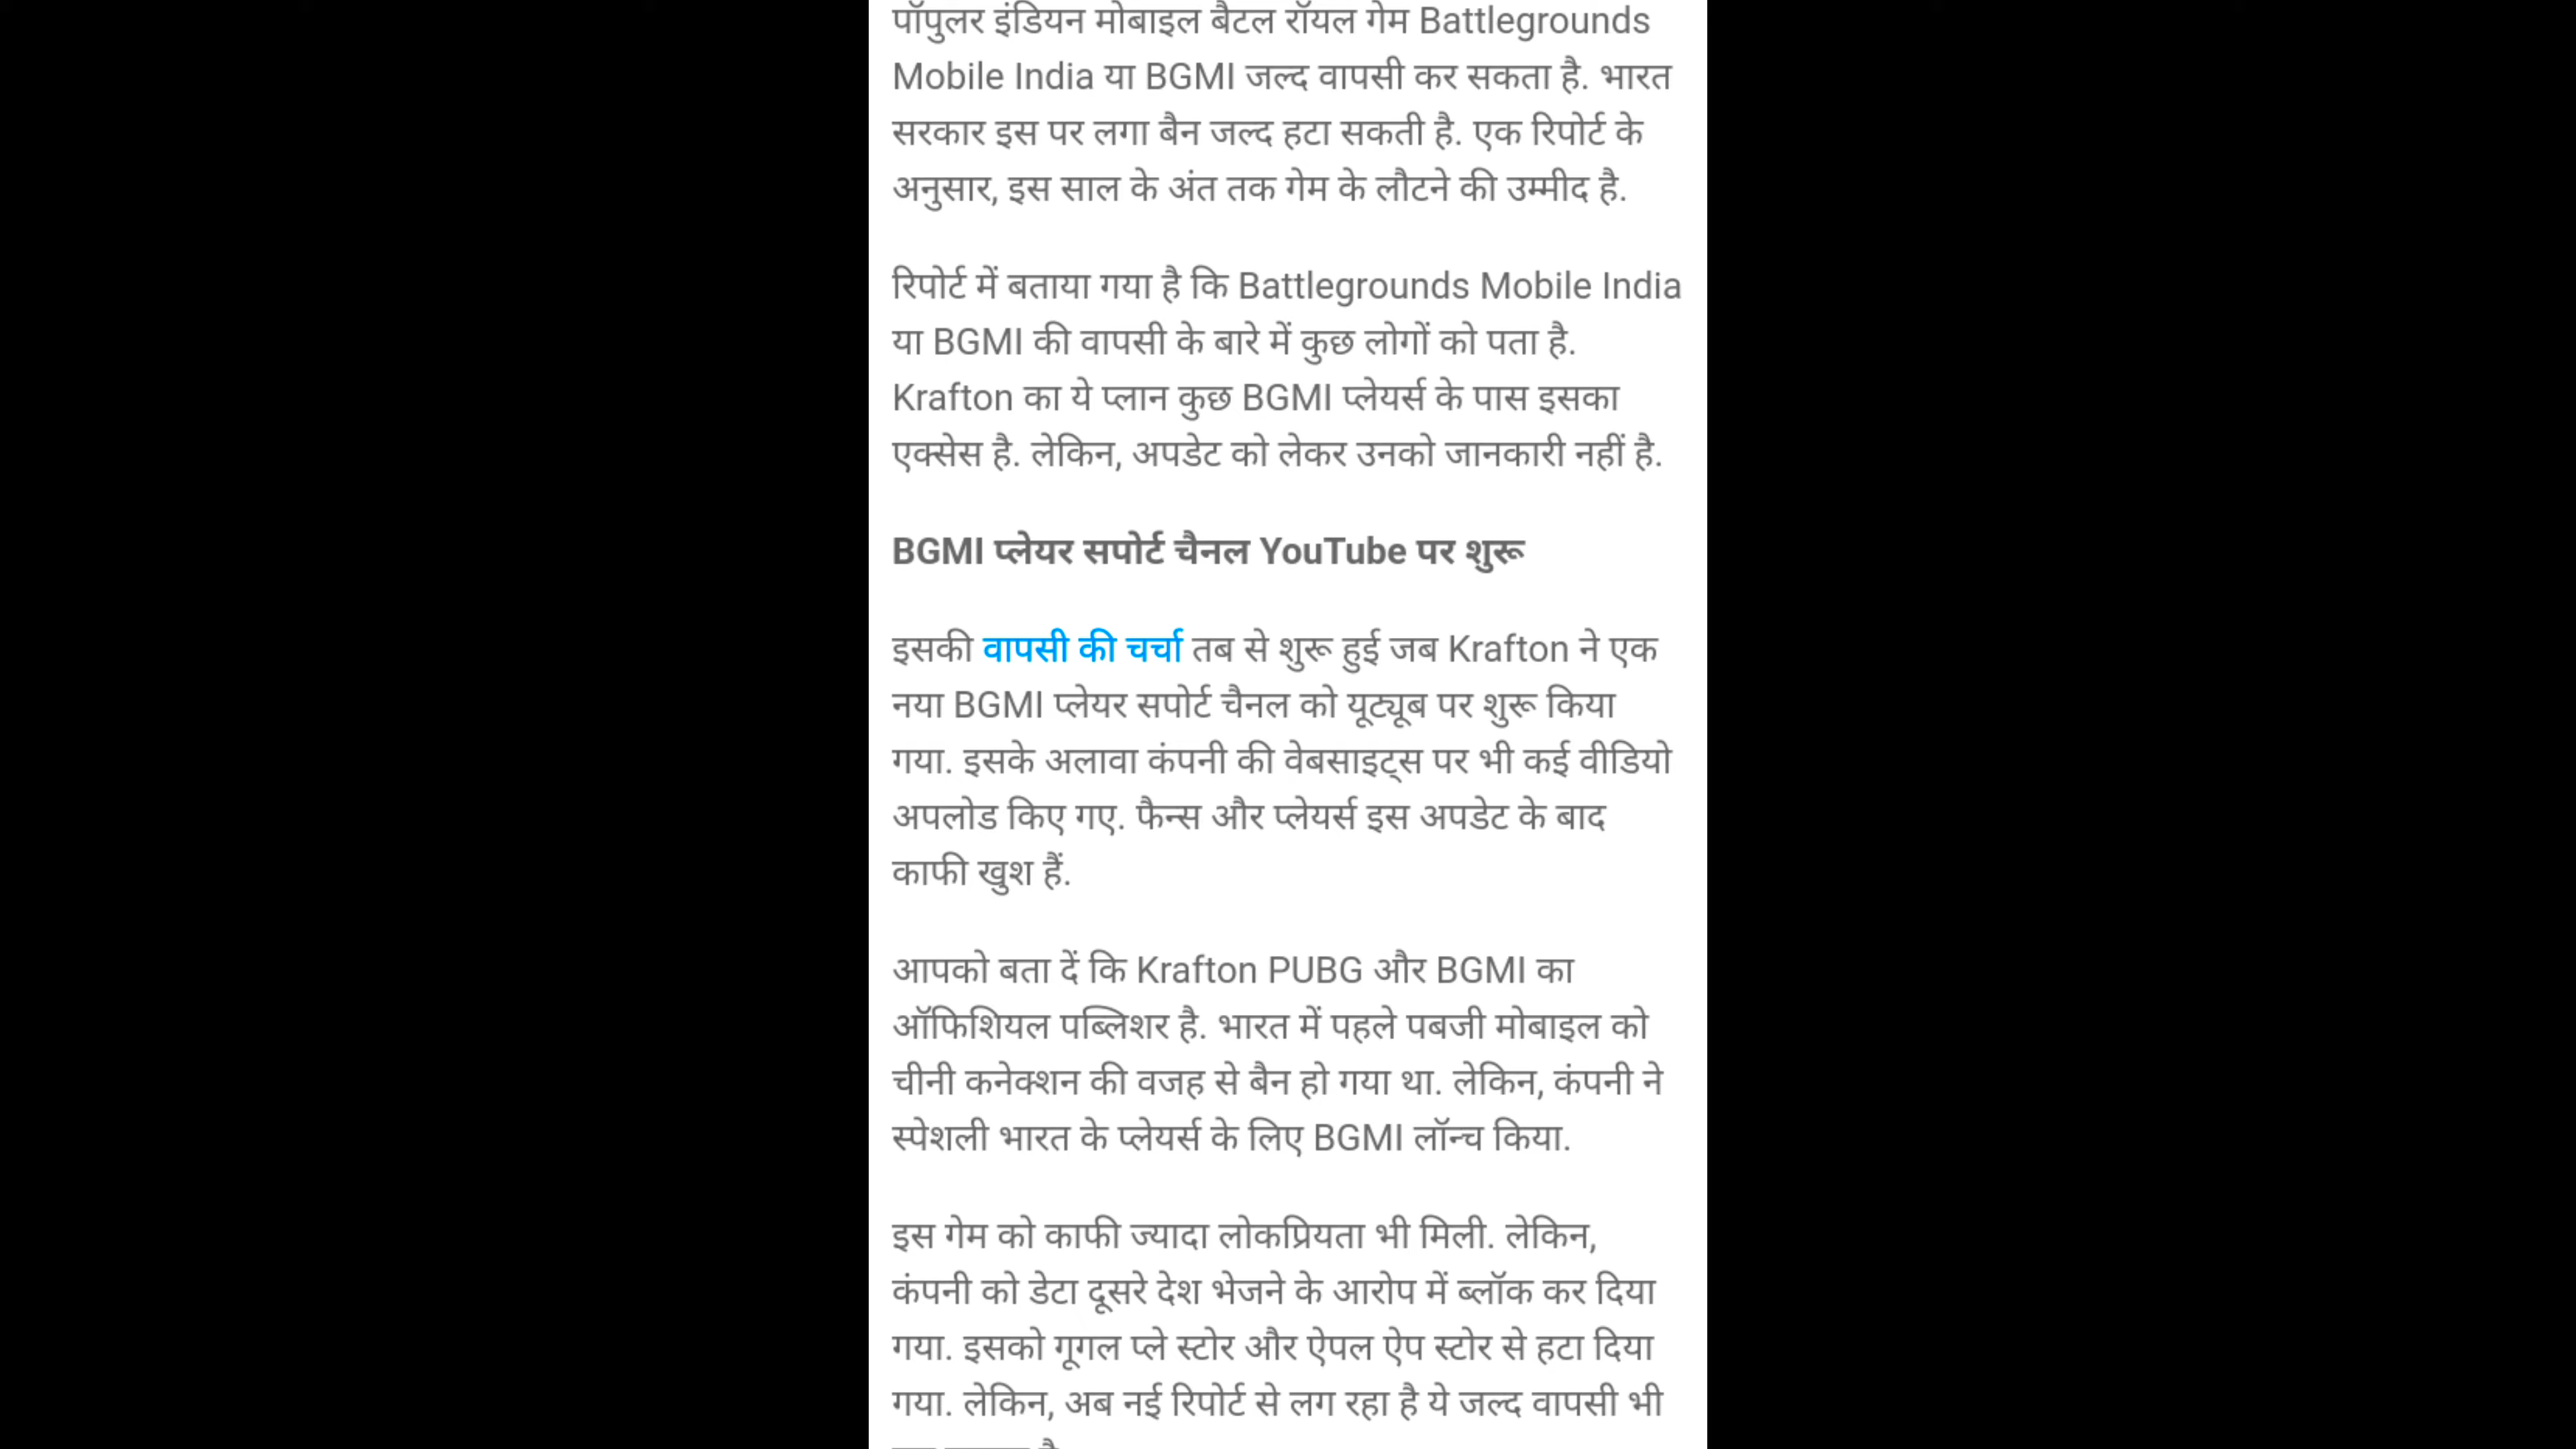 पॉपुलर इंडियन मोबाइल बैटल रॉयल गेम Battlegrounds
Mobile India या BGMI जल्द वापसी कर सकता है. भारत
सरकार इस पर लगा बैन जल्द हटा सकती है. एक रिपोर्ट के
अनुसार, इस साल के अंत तक गेम के लौटने की उम्मीद है.
रिपोर्ट में बताया गया है कि Battlegrounds Mobile India
या BGMI की वापसी के बारे में कुछ लोगों को पता है.
Krafton का ये प्लान कुछ BGMI प्लेयर्स के पास इसका
एक्सेस है. लेकिन, अपडेट को लेकर उनको जानकारी नहीं है.
BGMI प्लेयर सपोर्ट चैनल YouTube पर शुरू
इसकी वापसी की चर्चा तब से शुरू हुई जब Krafton ने एक
नया BGMI प्लेयर सपोर्ट चैनल को यूट्यूब पर शुरू किया
गया. इसके अलावा कंपनी की वेबसाइट्स पर भी कई वीडियो
अपलोड किए गए. फैन्स और प्लेयर्स इस अपडेट के बाद
काफी खुश हैं.
आपको बता दें कि Krafton PUBG और BGMI का
ऑफिशियल पब्लिशर है. भारत में पहले पबजी मोबाइल को
चीनी कनेक्शन की वजह से बैन हो गया था. लेकिन, कंपनी ने
स्पेशली भारत के प्लेयर्स के लिए BGMI लॉन्च किया.
इस गेम को काफी ज्यादा लोकप्रियता भी मिली. लेकिन,
कंपनी को डेटा दूसरे देश भेजने के आरोप में ब्लॉक कर दिया
गया. इसको गूगल प्ले स्टोर और ऐपल ऐप स्टोर से हटा दिया
गया. लेकिन, अब नई रिपोर्ट से लग रहा है ये जल्द वापसी भी